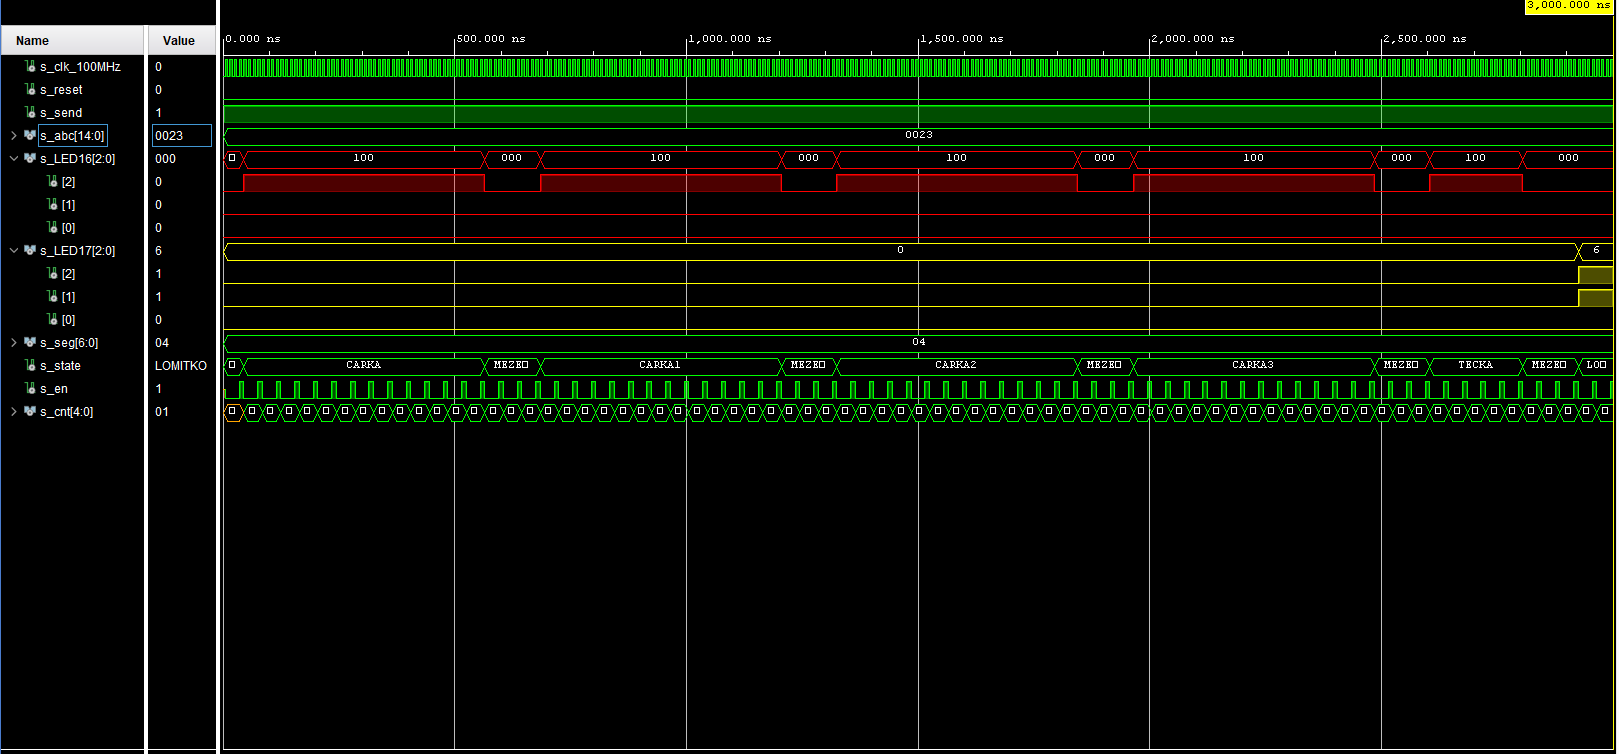 3,000.000 ns
Name Value
0.000 ns 500.000 ns 1,000.000 ns 1,500.000 ns 2,000.000 ns 2,500.000 ns
s_clk_100MHz 0
s_reset 0
s_send 1
s_abc[14:0] 0023 0023
s_LED16[2:0] 000 100 000 100 000 100 000 100 000 100 000
[2] 0
[1] 0
[0] 0
s_LED17[2:0] 6 0 6
[2] 1
[1] 1
[0] 0
s_seg[6:0] 04 04
s_state LOMITKO CARKA MEZE CARKA1 MEZE CARKA2 MEZE CARKA3 MEZE TECKA MEZE LO
s_en 1
s_cnt[4:0] 01